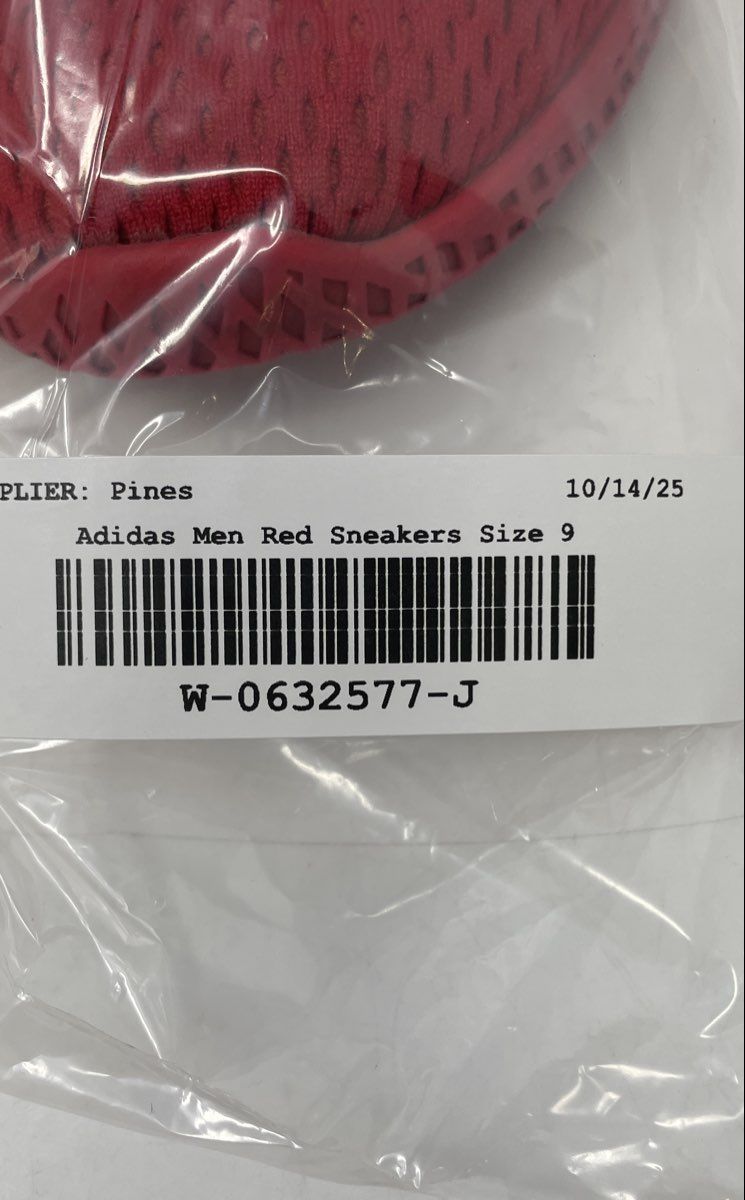 PLIER: Pines 10/14/25
Adidas Men Red Sneakers Size 9
W-0632577-J